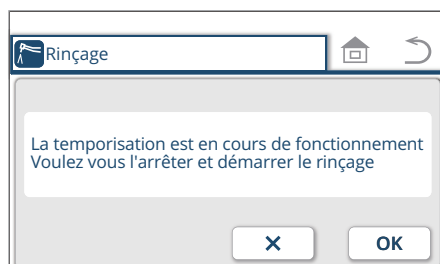 Rinçage
La temporisation est en cours de fonctionnement
Voulez vous l'arrêter et démarrer le rinçage
OK